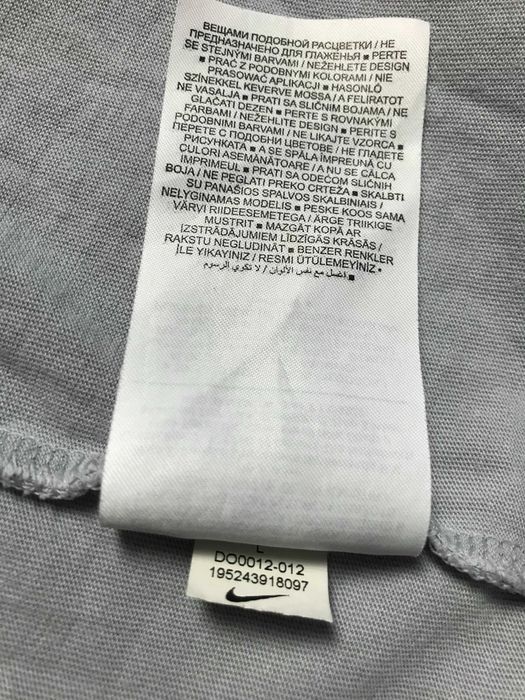 ВЕЩАМИ ПОДОБНОЙ РАСЦВЕТКИ / НЕ
ПРЕДНАЗНАЧЕНО ДЛЯ ГЛАЖЕНЬЯ ▪ PERTE
SE STEJNÝMI BARVAMI / NEŽEHLETE DESIGN
▪ PRAĆ Z PODOBNYMI KOLORAMI / NIE
PRASOWAĆ APLIKACJI ▪ HASONLÓ
SZÍNEKKEL KEVERVE MOSSA / A FELIRATOT
NE VASALJA ▪ PRATI SA SLIČNIM BOJAMA / NE
GLAČATI DEZEN ▪ PERTE S ROVNAKÝMI
FARBAMI / NEŽEHLITE DESIGN ▪ PERITE S
PODOBNIMI BARVAMI / NE LIKAJTE VZORCA ▪
ПЕРЕТЕ С ПОДОБНИ ЦВЕТОВЕ / НЕ ГЛАДЕТЕ
РИСУНКАТА ▪ A SE SPĂLA ÎMPREUNĂ CU
CULORI ASEMĂNĂTOARE / A NU SE CĂLCA
IMPRIMEUL ▪ PRATI SA ODEĆOM SLIČNIH
BOJA / NE PEGLATI PREKO CRTEŽA ▪ SKALBTI
SU PANAŠIOS SPALVOS SKALBINIAIS /
NELYGINAMAS MODELIS ▪ PESKE KOOS SAMA
VÄRVI RIIDEESEMETEGA / ÄRGE TRIIKIGE
MUSTRIT ▪ MAZGĀT KOPĀ AR
IZSTRĀDĀJUMIEM LĪDZĪGĀS KRĀSĀS /
RAKSTU NEGLUDINĀT ▪ BENZER RENKLER
İLE YIKAYINIZ / RESMI ÜTÜLEMEYİNİZ ▪
اغسل مع نفس الألوان / لا تكوي الرسوم ▪
L
DO0012-012
195243918097